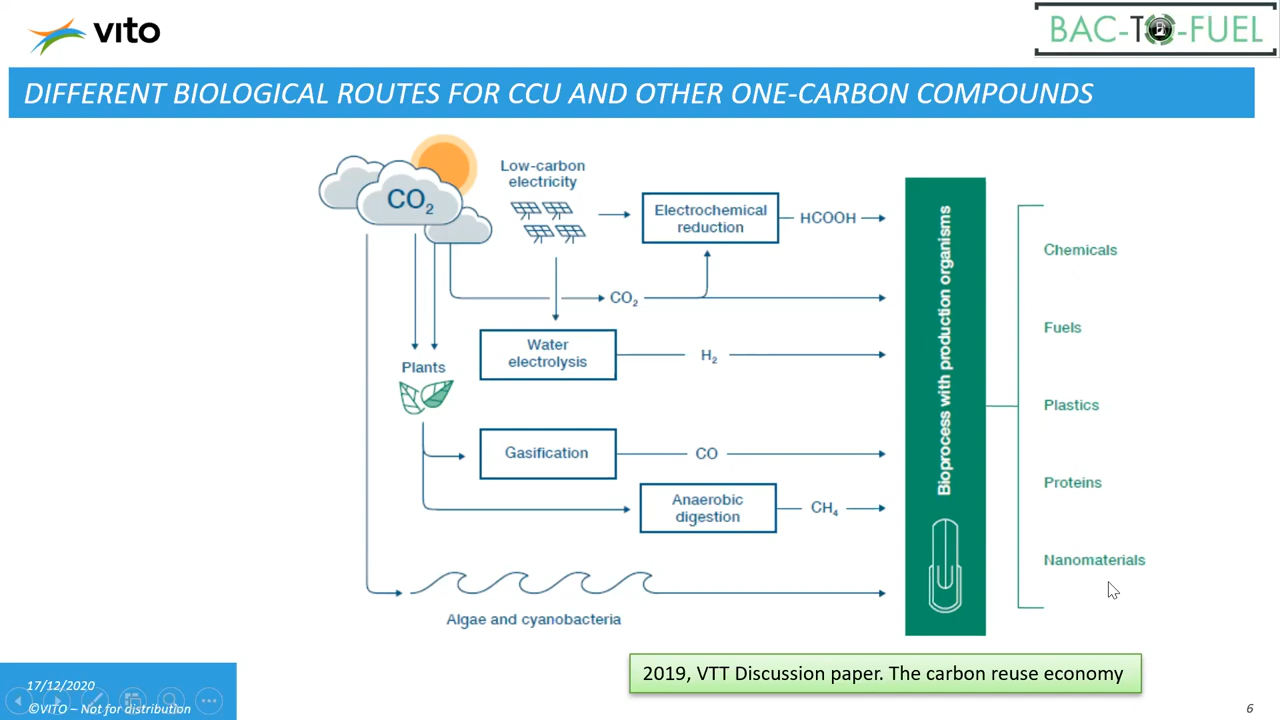 vito
BAC-TO-FUEL
DIFFERENT BIOLOGICAL ROUTES FOR CCU AND OTHER ONE-CARBON COMPOUNDS
CO₂
Low-carbon
electricity
Electrochemical
reduction
HCOOH
CO₂
Water
electrolysis
H₂
Plants
Gasification
CO
Anaerobic
digestion
CH₄
Algae and cyanobacteria
Bioprocess with production organisms
Chemicals
Fuels
Plastics
Proteins
Nanomaterials
2019, VTT Discussion paper. The carbon reuse economy
17/12/2020
©VITO – Not for distribution
6